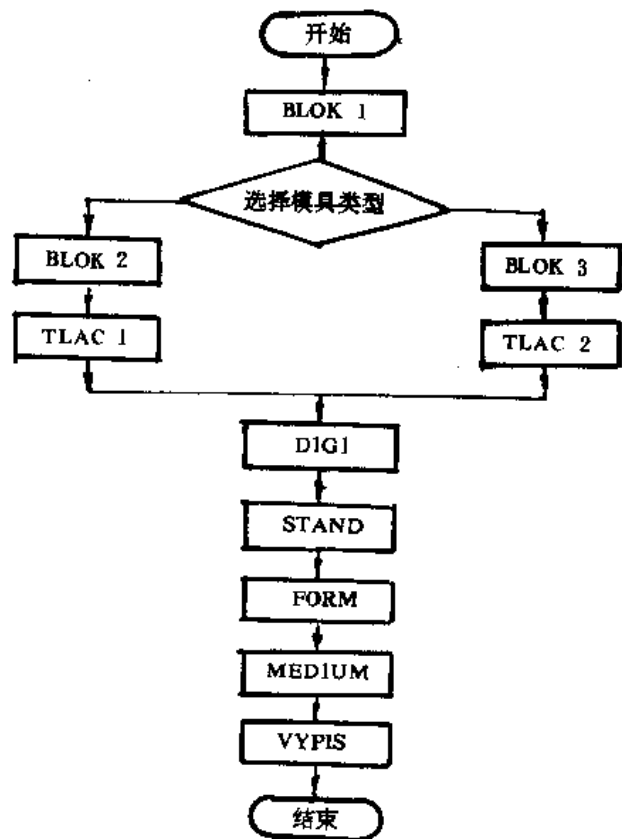 开始
BLOK 1
选择模具类型
BLOK 2
BLOK 3
TLAC 1
TLAC 2
DIGI
STAND
FORM
MEDIUM
VYPIS
结束